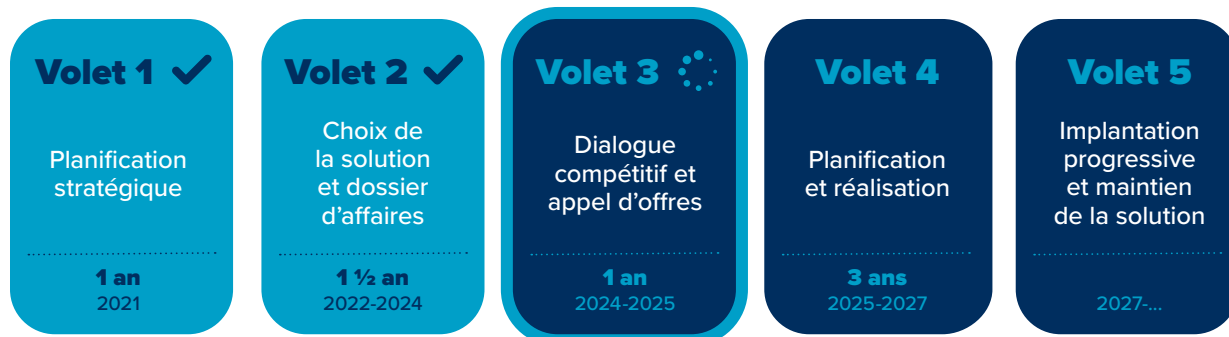 Volet 1
Planification
stratégique
1 an
2021
Volet 2
Choix de
la solution
et dossier
d'affaires
1 ½ an
2022-2024
Volet 3
Dialogue
compétitif et
appel d'offres
1 an
2024-2025
Volet 4
Planification
et réalisation
3 ans
2025-2027
Volet 5
Implantation
progressive
et maintien
de la solution
2027-...